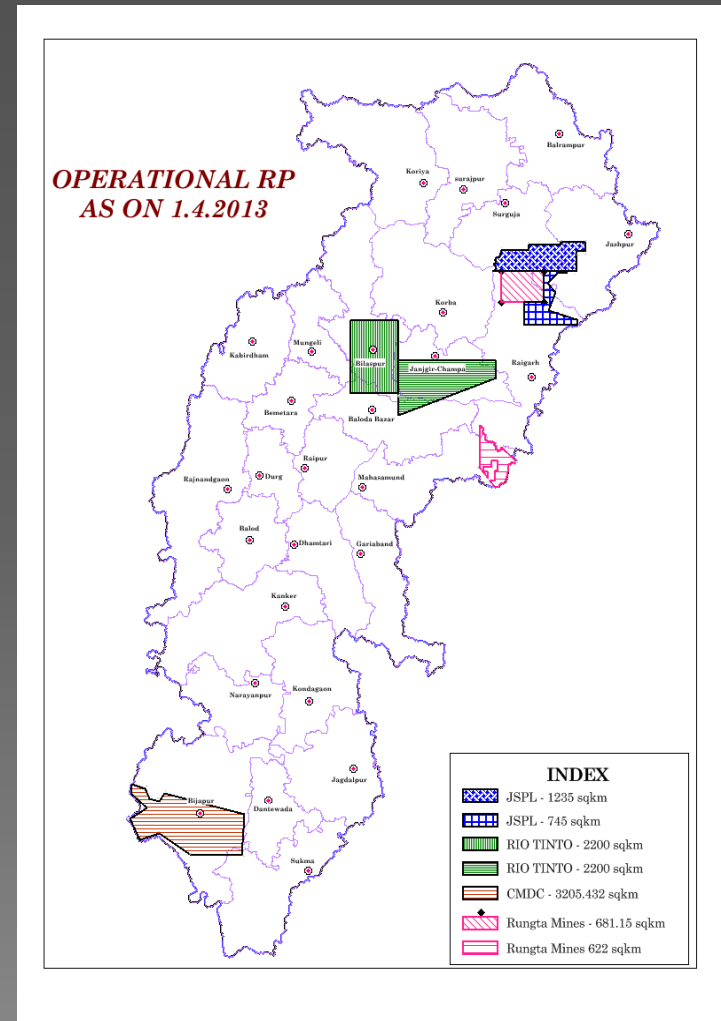 OPERATIONAL RP
AS ON 1.4.2013
Balrampur
Koriya
surajpur
Surguja
Jashpur
Korba
Kabirdham
Mungeli
Bilaspur
Janjgir-Champa
Raigarh
Bemetara
Baloda Bazar
Raipur
Rajnandgaon
Durg
Mahasamund
Balod
Dhamtari
Gariaband
Kanker
Narayanpur
Kondagaon
Jagdalpur
Bijapur
Dantewada
Sukma
INDEX
JSPL - 1235 sqkm
JSPL - 745 sqkm
RIO TINTO - 2200 sqkm
RIO TINTO - 2200 sqkm
CMDC - 3205.432 sqkm
Rungta Mines - 681.15 sqkm
Rungta Mines 622 sqkm